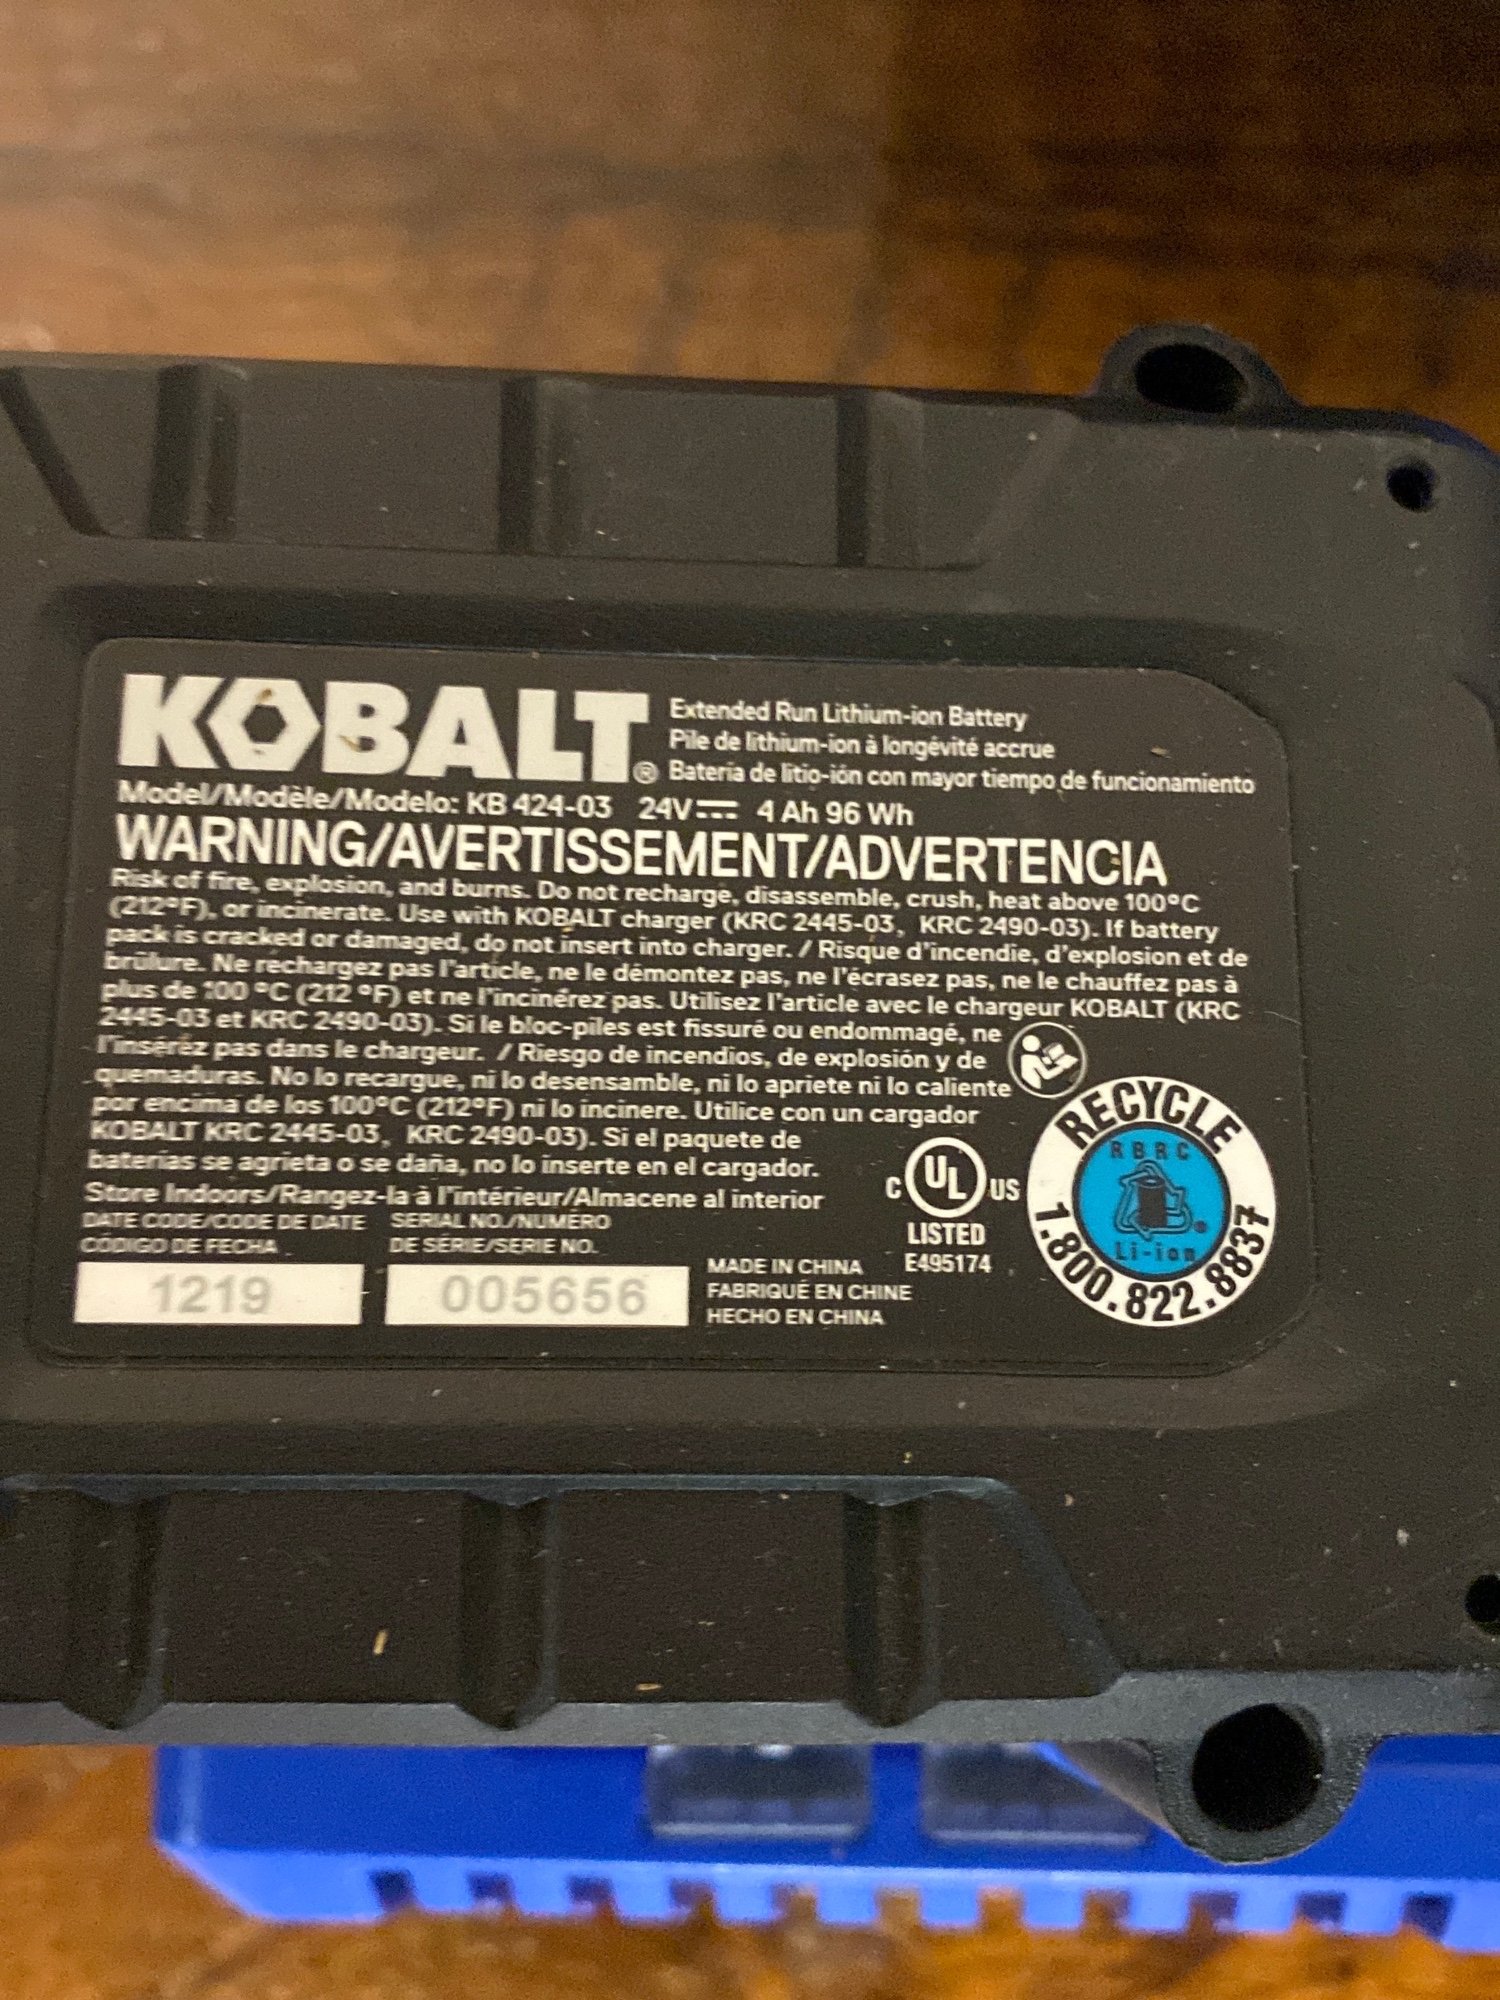 KOBALT®
Extended Run Lithium-ion Battery
Pile de lithium-ion à longévité accrue
Batería de litio-ión con mayor tiempo de funcionamiento
Model/Modèle/Modelo: KB 424-03 24V 4 Ah 96 Wh
WARNING/AVERTISSEMENT/ADVERTENCIA
Risk of fire, explosion, and burns. Do not recharge, disassemble, crush, heat above 100°C
(212°F), or incinerate. Use with KOBALT charger (KRC 2445-03, KRC 2490-03). If battery
pack is cracked or damaged, do not insert into charger. / Risque d'incendie, d'explosion et de
brûlure. Ne rechargez pas l'article, ne le démontez pas, ne l'écrasez pas, ne le chauffez pas à
plus de 100 °C (212 °F) et ne l'incinérez pas. Utilisez l'article avec le chargeur KOBALT (KRC
2445-03 et KRC 2490-03). Si le bloc-piles est fissuré ou endommagé, ne
l'insérez pas dans le chargeur. / Riesgo de incendios, de explosión y de
quemaduras. No lo recargue, ni lo desensamble, ni lo apriete ni lo caliente
por encima de los 100°C (212°F) ni lo incinere. Utilice con un cargador
KOBALT KRC 2445-03, KRC 2490-03). Si el paquete de
baterías se agrieta o se daña, no lo inserte en el cargador.
Store Indoors/Rangez-la à l'intérieur/Almacene al interior
DATE CODE/CODE DE DATE
CÓDIGO DE FECHA
1219
SERIAL NO./NUMÉRO
DE SÉRIE/SERIE NO.
005656
MADE IN CHINA
FABRIQUÉ EN CHINE
HECHO EN CHINA
C UL US
LISTED
E495174
RECYCLE
RBRC
Li-ion
1.800.822.8837